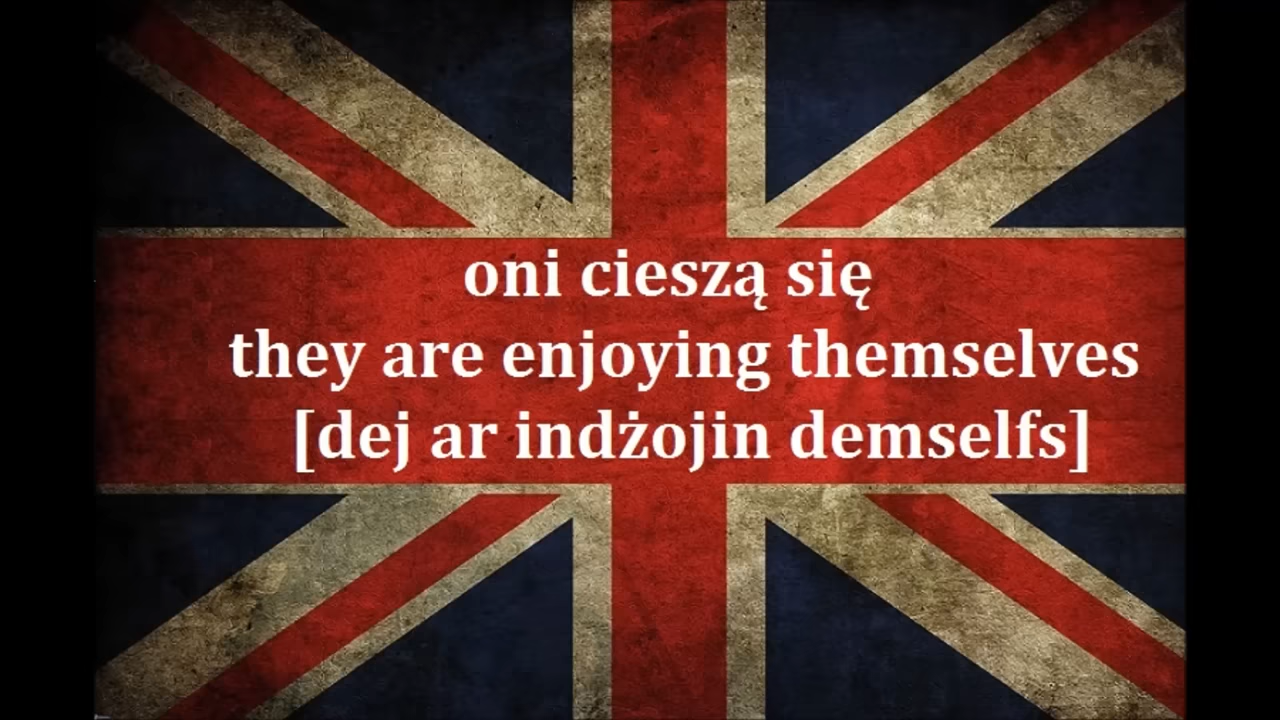 oni cieszą się
they are enjoying themselves
[dej ar indżojin demselfs]